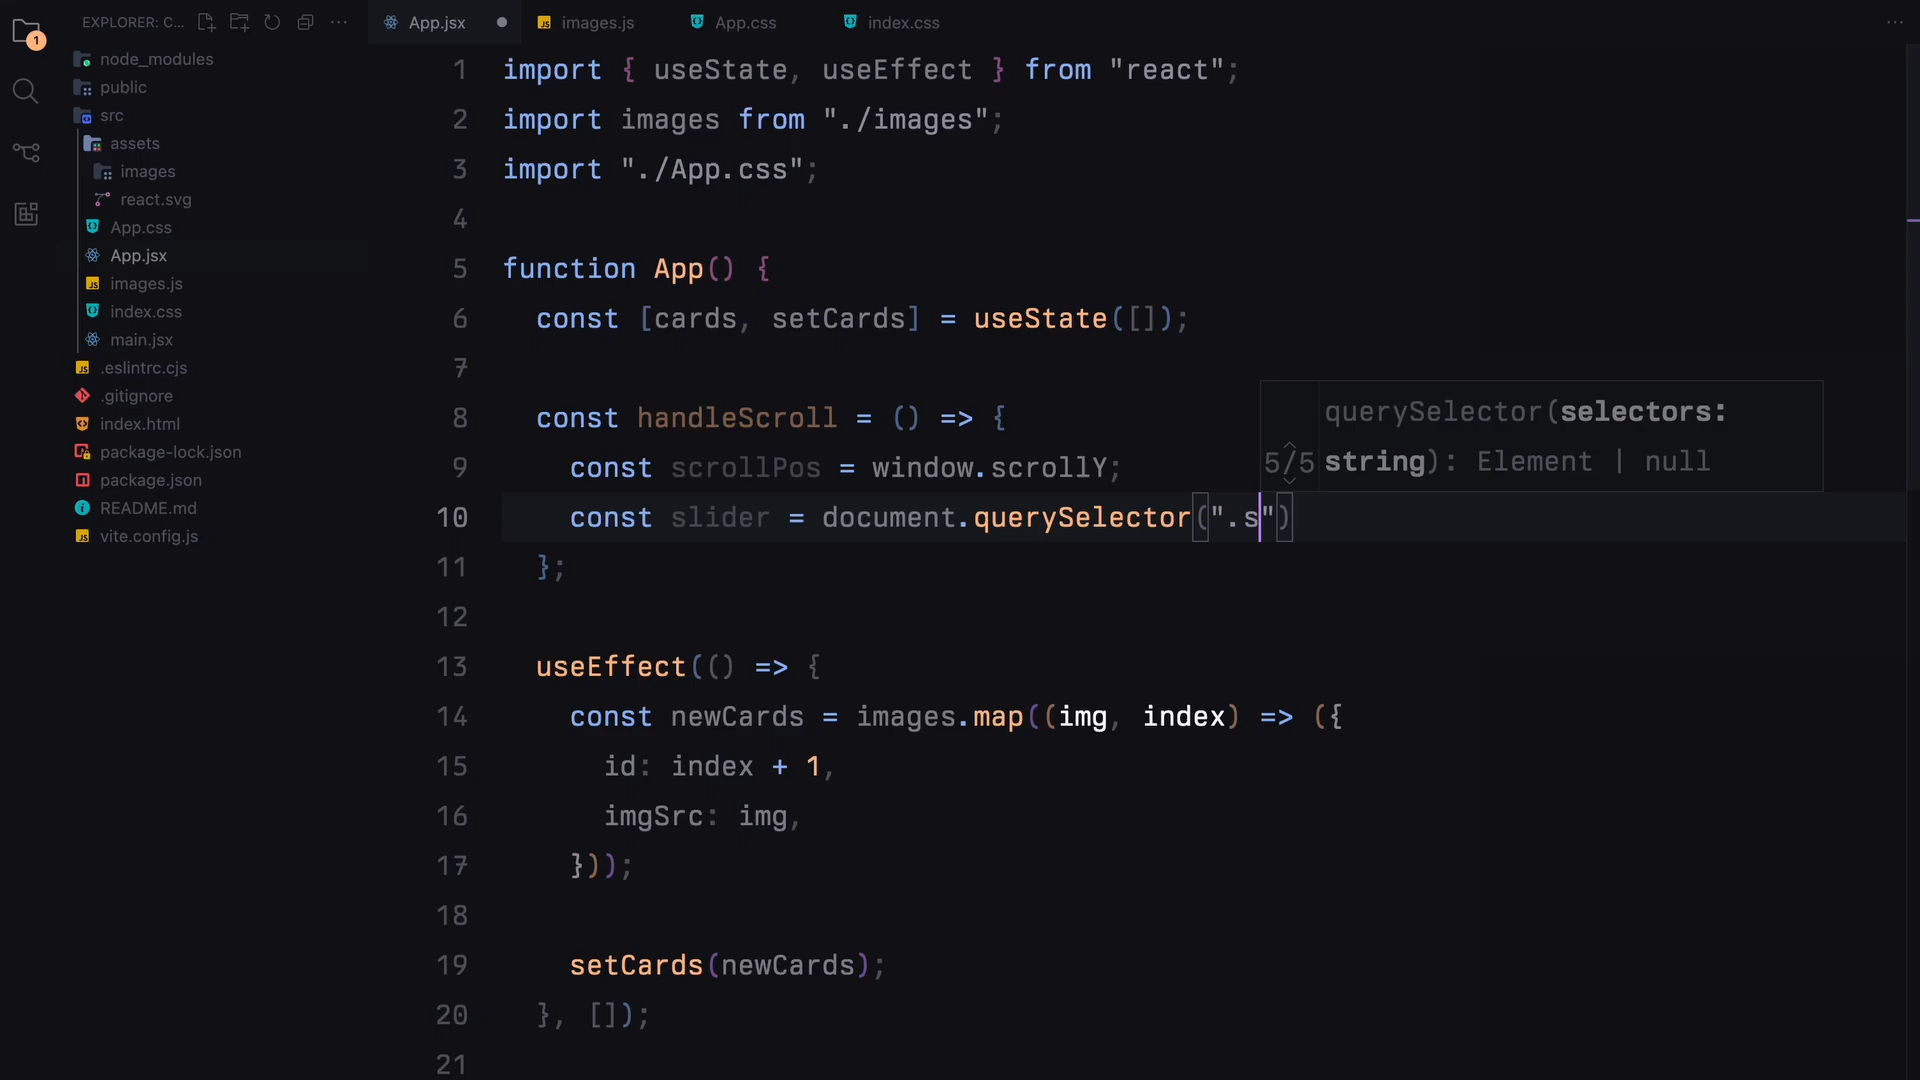 EXPLORER: C... ...
1
node_modules
public
src
assets
images
react.svg
App.css
App.jsx
images.js
index.css
main.jsx
.eslintrc.cjs
.gitignore
index.html
package-lock.json
package.json
README.md
vite.config.js
App.jsx images.js App.css index.css ...
1 import { useState, useEffect } from "react";
2 import images from "./images";
3 import "./App.css";
4
5 function App() {
6 const [cards, setCards] = useState([]);
7
8 const handleScroll = () => {
9 const scrollPos = window.scrollY;
10 const slider = document.querySelector(".s")
11 };
12
13 useEffect(() => {
14 const newCards = images.map((img, index) => ({
15 id: index + 1,
16 imgSrc: img,
17 }));
18
19 setCards(newCards);
20 }, []);
21
querySelector(selectors:
5/5 string): Element | null